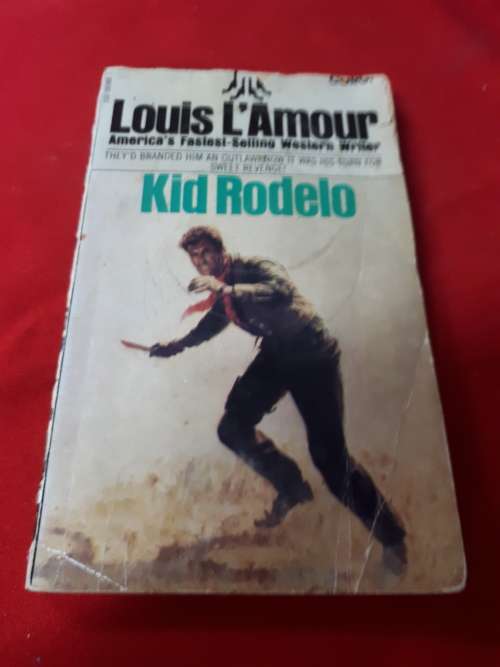 Louis L'Amour
America's Fastest-Selling Western Writer
THEY'D BRANDED HIM AN OUTLAW. NOW IT WAS HIS TURN FOR
SWEET REVENGE!
Kid Rodelo